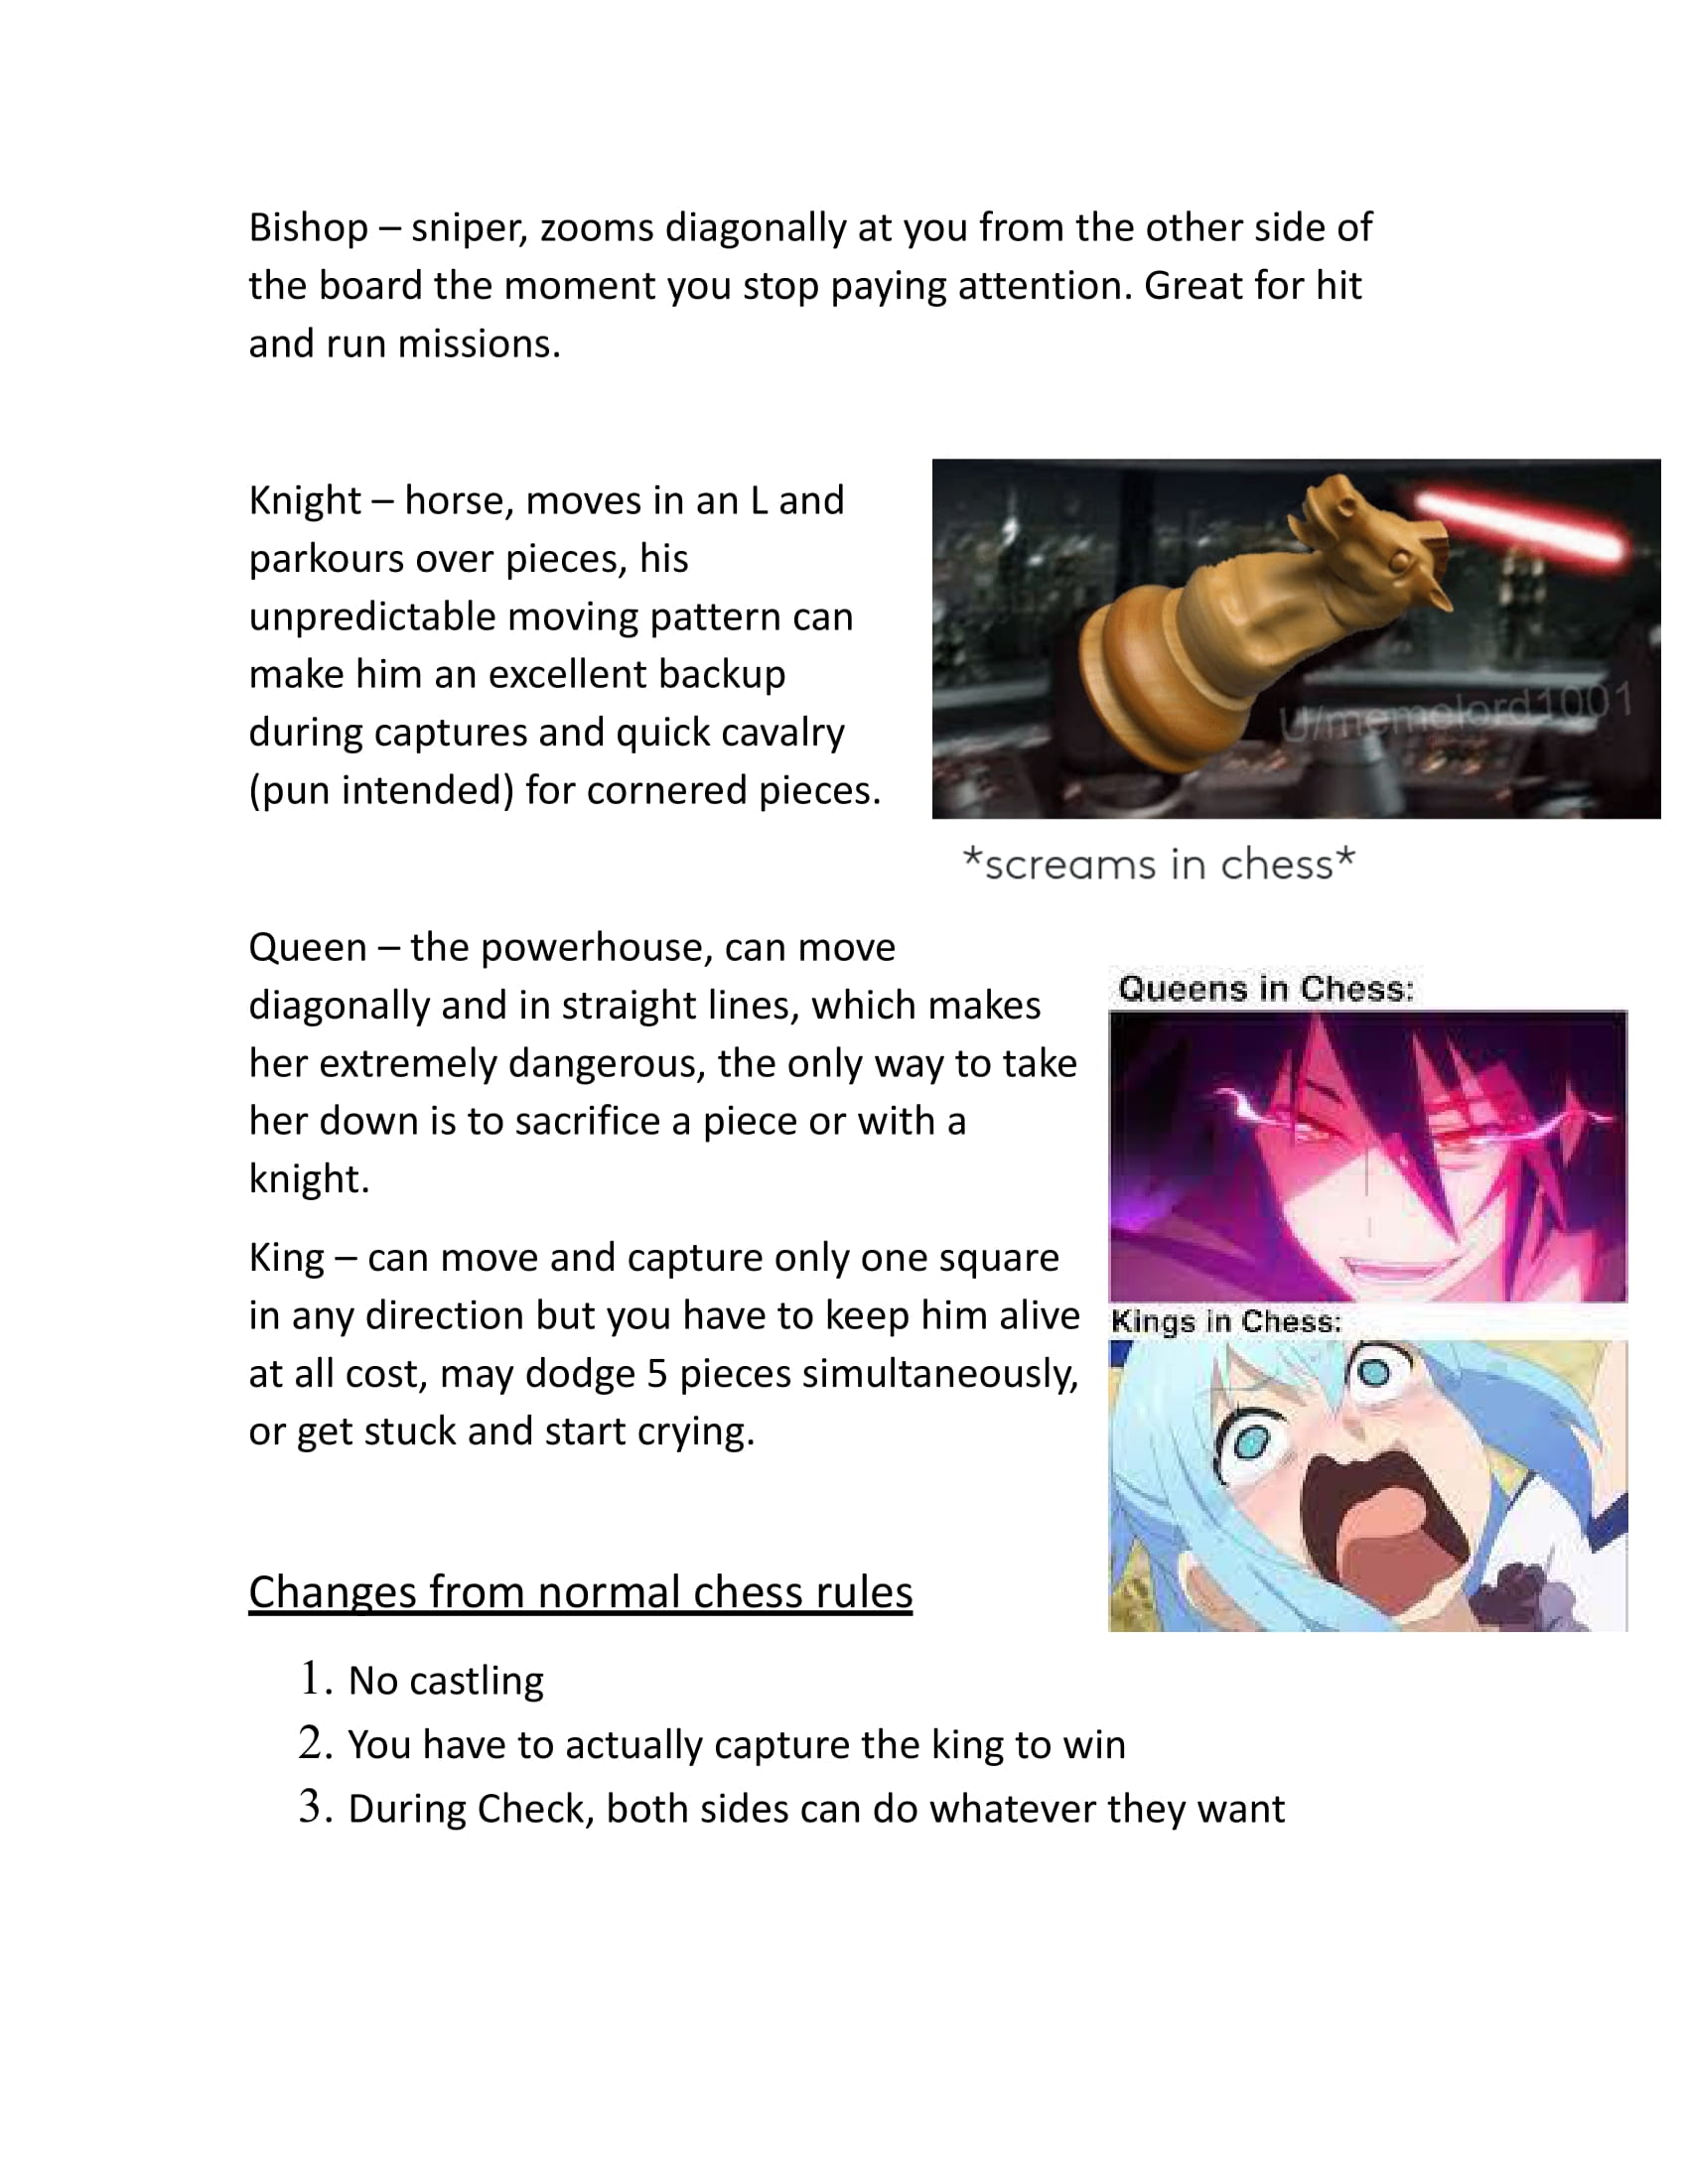 Bishop – sniper, zooms diagonally at you from the other side of
the board the moment you stop paying attention. Great for hit
and run missions.
Knight – horse, moves in an L and
parkours over pieces, his
unpredictable moving pattern can
make him an excellent backup
during captures and quick cavalry
(pun intended) for cornered pieces.
U/memelord1001
*screams in chess*
Queen – the powerhouse, can move
diagonally and in straight lines, which makes
her extremely dangerous, the only way to take
her down is to sacrifice a piece or with a
knight.
Queens in Chess:
King – can move and capture only one square
in any direction but you have to keep him alive
at all cost, may dodge 5 pieces simultaneously,
or get stuck and start crying.
Kings in Chess:
Changes from normal chess rules
1. No castling
2. You have to actually capture the king to win
3. During Check, both sides can do whatever they want